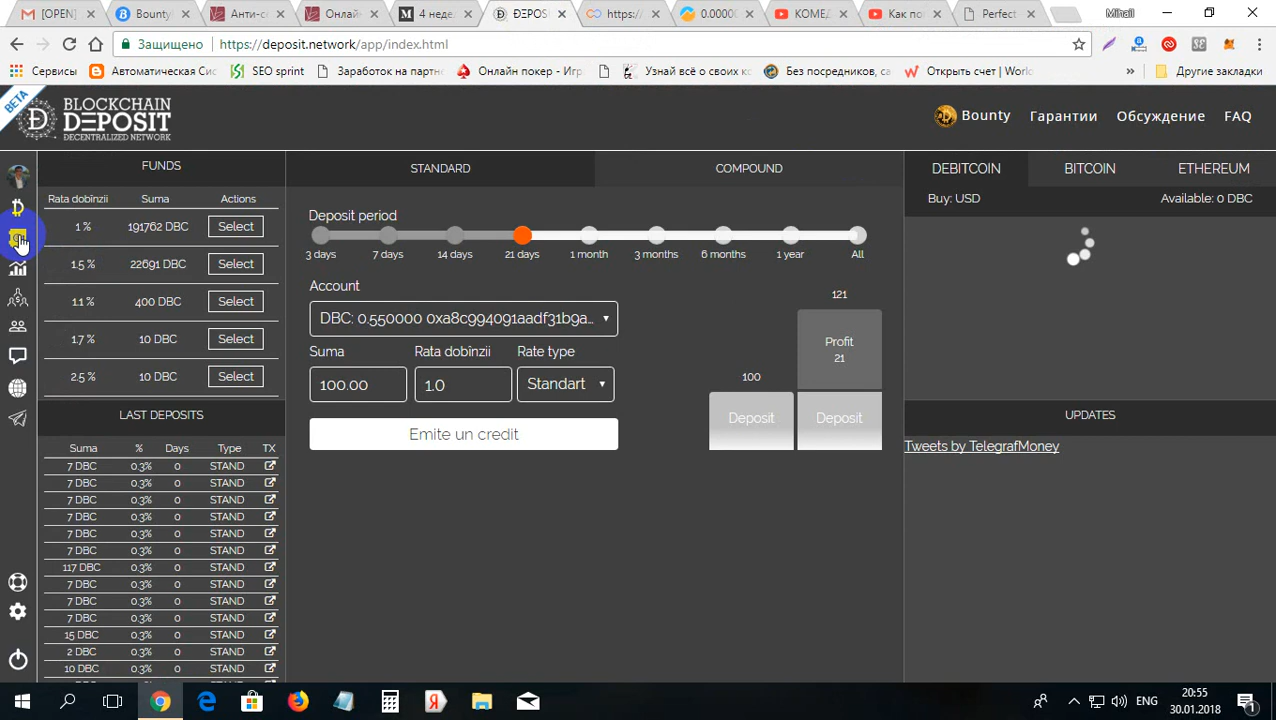 [OPEN]
Bounty
Анти-с
Онлай
4 неде
ĐEPOS
https:/
0.0000
КОМЕД
Как по
Perfect
Mihail
Защищено
https://deposit.network/app/index.html
Сервисы
Автоматическая Си
SEO sprint
Заработок на партн
Онлайн покер - Игр
Узнай всё о своих ко
Без посредников, са
Открыть счет | Worl
»
Другие закладки
BETA
BLOCKCHAIN
DEPOSIT
DECENTRALIZED NETWORK
Bounty
Гарантии
Обсуждение
FAQ
FUNDS
Rata dobînzii Suma Actions
1 % 191762 DBC Select
1.5 % 22691 DBC Select
1.1 % 400 DBC Select
1.7 % 10 DBC Select
2.5 % 10 DBC Select
LAST DEPOSITS
Suma % Days Type TX
7 DBC 0.3% 0 STAND
7 DBC 0.3% 0 STAND
7 DBC 0.3% 0 STAND
7 DBC 0.3% 0 STAND
7 DBC 0.3% 0 STAND
7 DBC 0.3% 0 STAND
117 DBC 0.3% 0 STAND
7 DBC 0.3% 0 STAND
7 DBC 0.3% 0 STAND
7 DBC 0.3% 0 STAND
15 DBC 0.3% 0 STAND
2 DBC 0.3% 0 STAND
10 DBC 0.3% 0 STAND
STANDARD
COMPOUND
Deposit period
3 days 7 days 14 days 21 days 1 month 3 months 6 months 1 year All
Account
DBC: 0.550000 0xa8c994091aadf31b9a...
Suma Rata dobînzii Rate type
100.00 1.0 Standart
Emite un credit
121
Profit
21
100
Deposit Deposit
DEBITCOIN BITCOIN ETHEREUM
Buy: USD Available: 0 DBC
UPDATES
Tweets by TelegrafMoney
ENG
20:55
30.01.2018
1